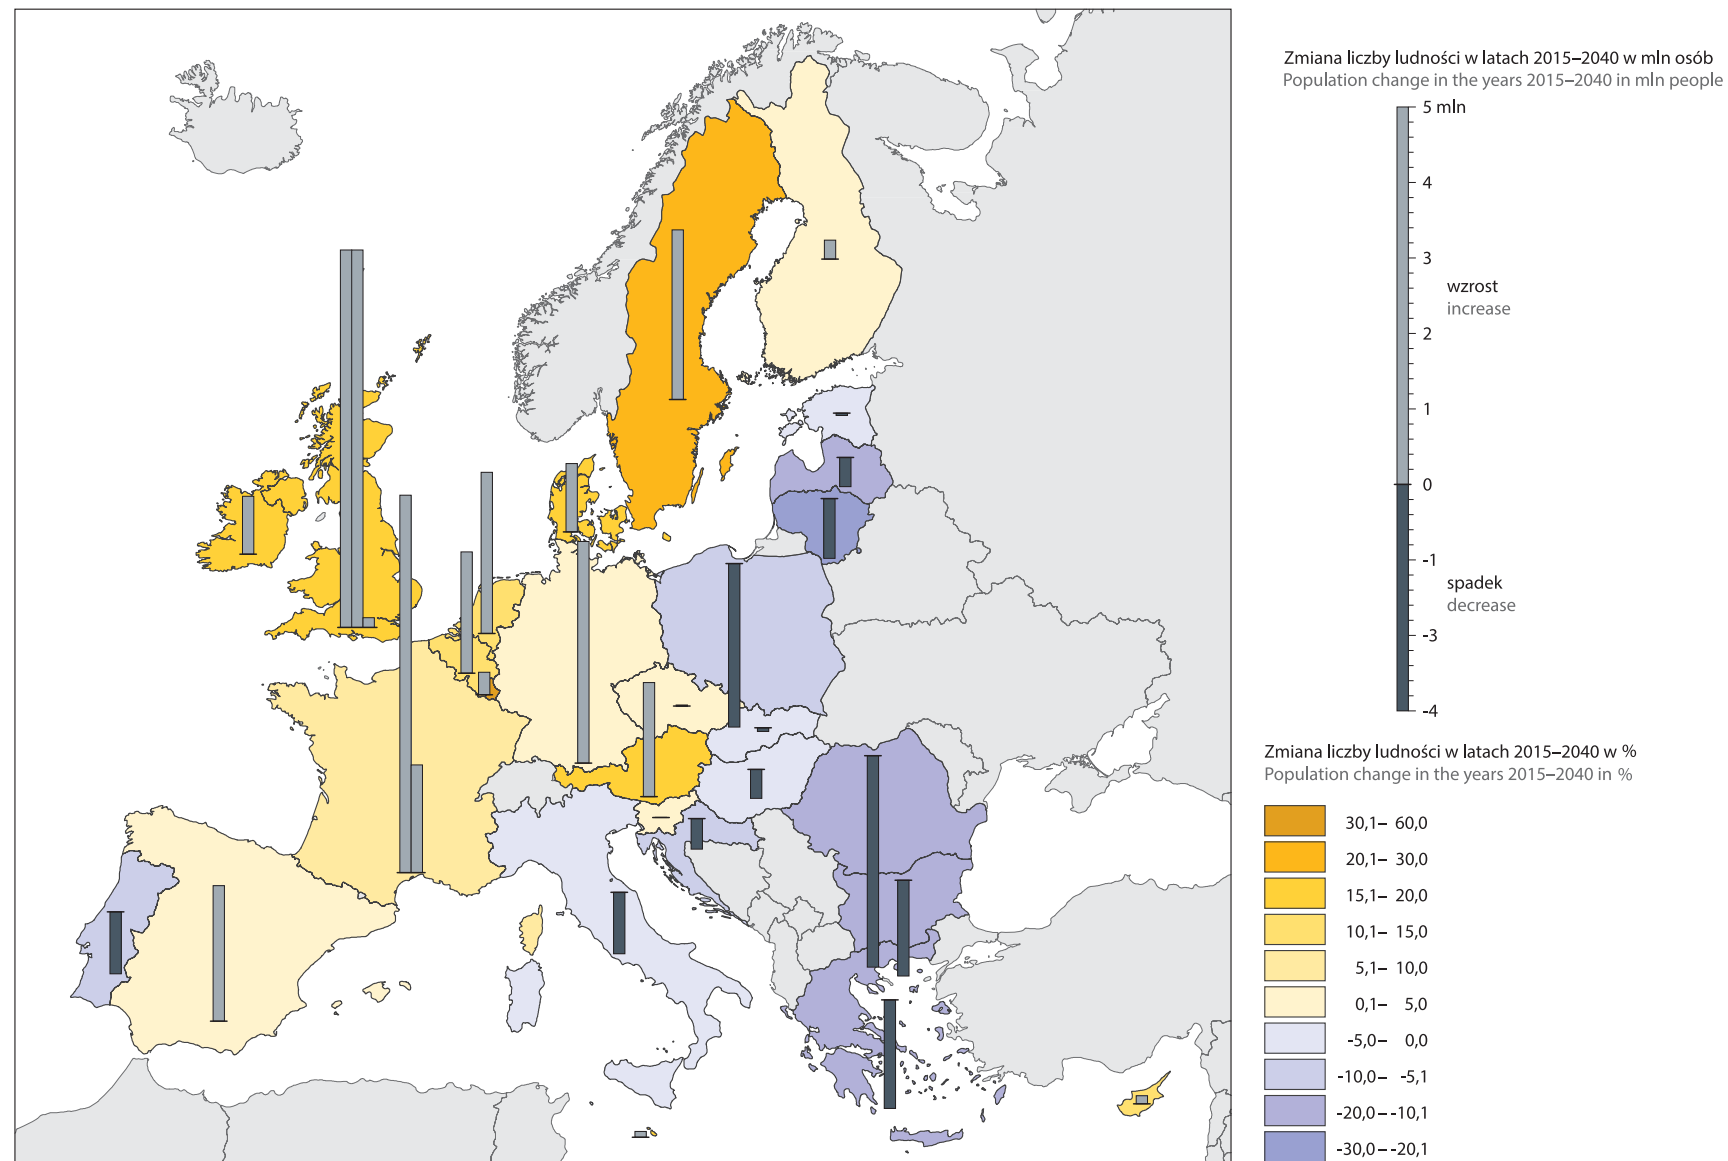 Zmiana liczby ludności w latach 2015–2040 w mln osób
Population change in the years 2015–2040 in mln people
5 mln
4
3
wzrost
increase
2
1
0
-1
spadek
decrease
-3
-4
Zmiana liczby ludności w latach 2015–2040 w %
Population change in the years 2015–2040 in %
30,1– 60,0
20,1– 30,0
15,1– 20,0
10,1– 15,0
5,1– 10,0
0,1– 5,0
-5,0– 0,0
-10,0– -5,1
-20,0– -10,1
-30,0– -20,1